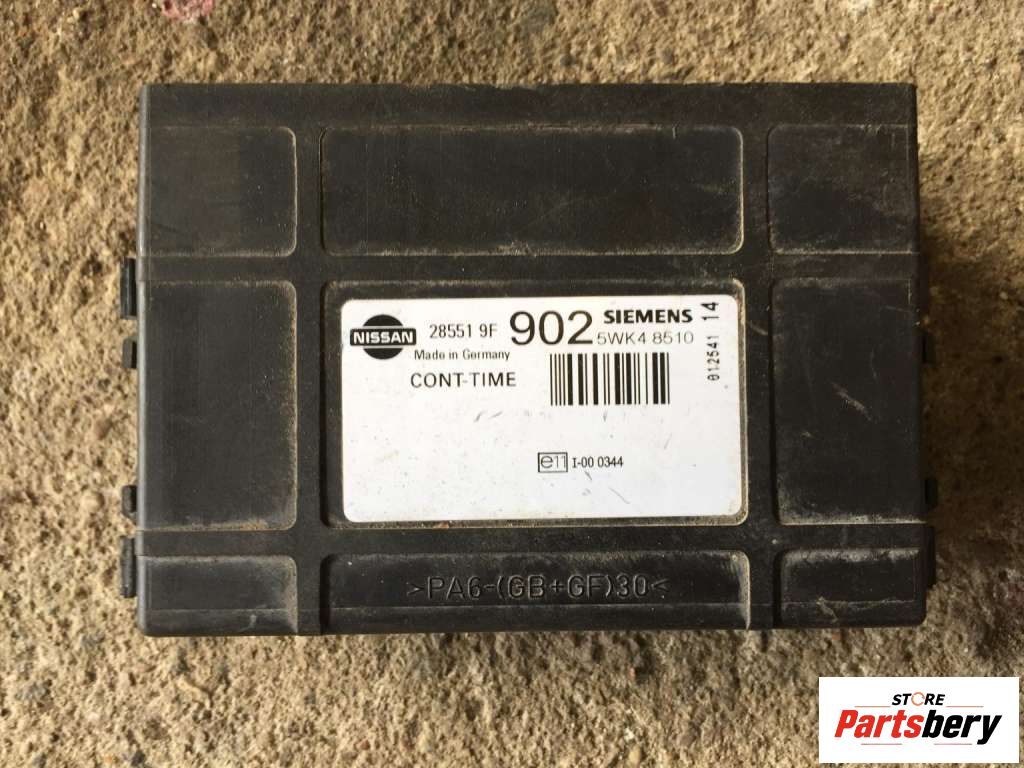 NISSAN
28551 9F 902 SIEMENS
5WK4 8510
Made in Germany
CONT-TIME
012541 14
e11 I-00 0344
>PA6-(GB+GF)30<
STORE
Partsbery